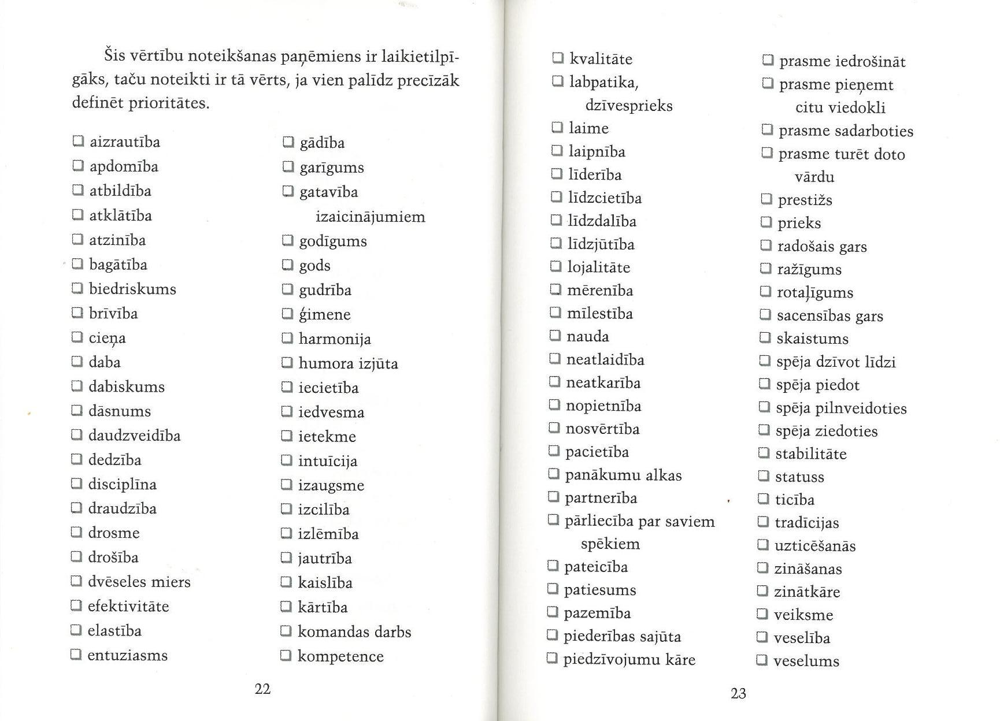 Šis vērtību noteikšanas paņēmiens ir laikietilpī-
gāks, taču noteikti ir tā vērts, ja vien palīdz precīzāk
definēt prioritātes.
aizrautība
apdomība
atbildība
atklātība
atzinība
bagātība
biedriskums
brīvība
cieņa
daba
dabiskums
dāsnums
daudzveidība
dedzība
disciplīna
draudzība
drosme
drošība
dvēseles miers
efektivitāte
elastība
entuziasms
gādība
garīgums
gatavība
izaicinājumiem
godīgums
gods
gudrība
ģimene
harmonija
humora izjūta
iecietība
iedvesma
ietekme
intuīcija
izaugsme
izcilība
izlēmība
jautrība
kaislība
kārtība
komandas darbs
kompetence
22
kvalitāte
labpatika,
dzīvesprieks
laime
laipnība
līderība
līdzcietība
līdzdalība
līdzjūtība
lojalitāte
mērenība
mīlestība
nauda
neatlaidība
neatkarība
nopietnība
nosvērtība
pacietība
panākumu alkas
partnerība
pārliecība par saviem
spēkiem
pateicība
patiesums
pazemība
piederības sajūta
piedzīvojumu kāre
prasme iedrošināt
prasme pieņemt
citu viedokli
prasme sadarboties
prasme turēt doto
vārdu
prestižs
prieks
radošais gars
ražīgums
rotaļīgums
sacensības gars
skaistums
spēja dzīvot līdzi
spēja piedot
spēja pilnveidoties
spēja ziedoties
stabilitāte
statuss
ticība
tradīcijas
uzticēšanās
zināšanas
zinātkāre
veiksme
veselība
veselums
23